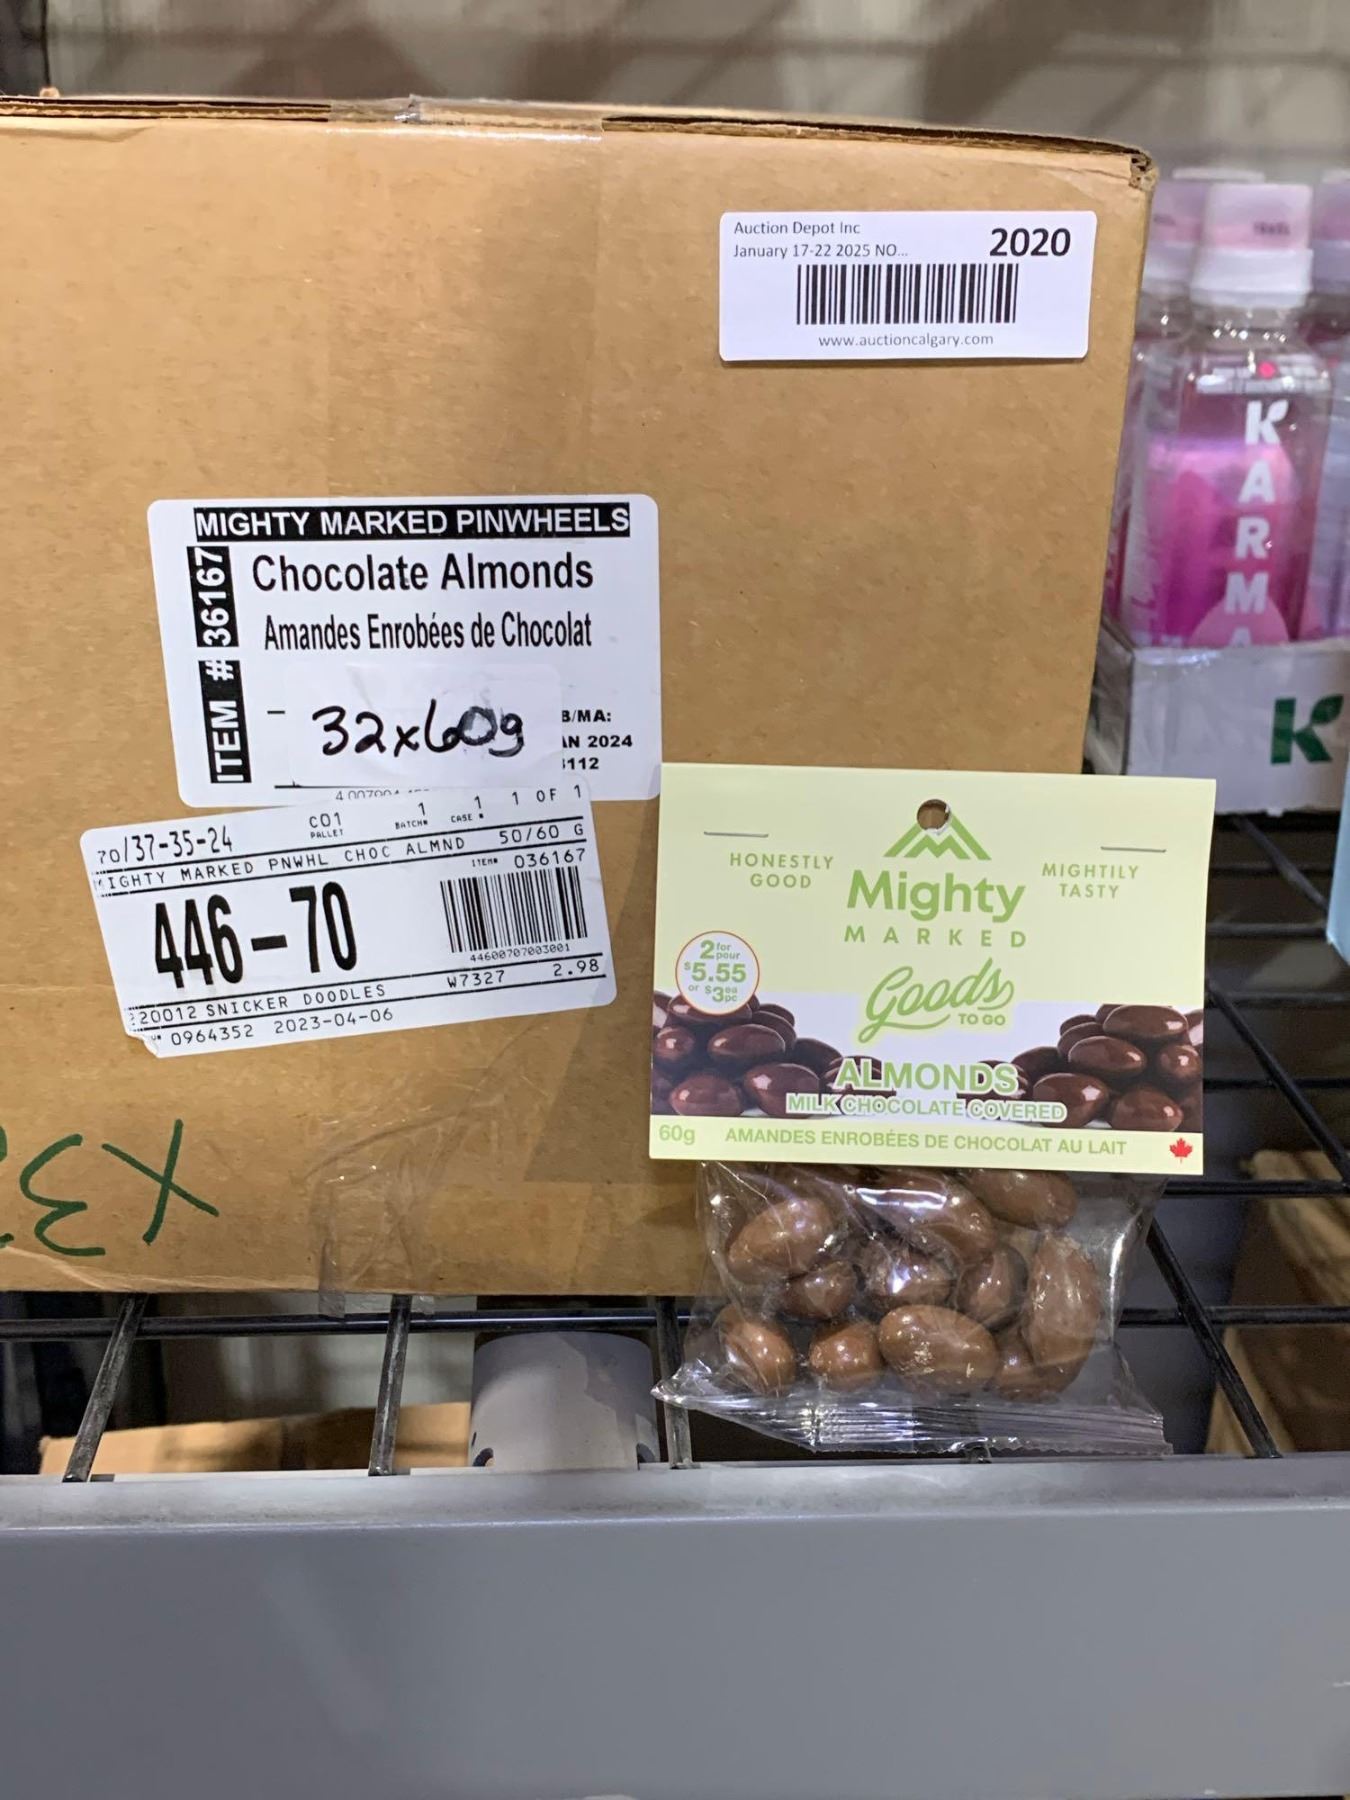 Auction Depot Inc
January 17-22 2025 NO...
2020
www.auctioncalgary.com
KARMA
K
MIGHTY MARKED PINWHEELS
ITEM # 36167
Chocolate Almonds
Amandes Enrobées de Chocolat
32x60g
B/MA:
AN 2024
112
70/37-35-24
C01
PALLET
1
BATCH#
1
CASE #
1 OF 1
MIGHTY MARKED PNWHL CHOC ALMND 50/60 G
ITEM# 036167
446-70
44600707003001
20012 SNICKER DOODLES W7327 2.98
0964352 2023-04-06
X3
HONESTLY
GOOD
Mighty
MARKED
MIGHTILY
TASTY
2 for
pour
$5.55
or $3 ea
pc
Goods
TO GO
ALMONDS
MILK CHOCOLATE COVERED
60g AMANDES ENROBÉES DE CHOCOLAT AU LAIT